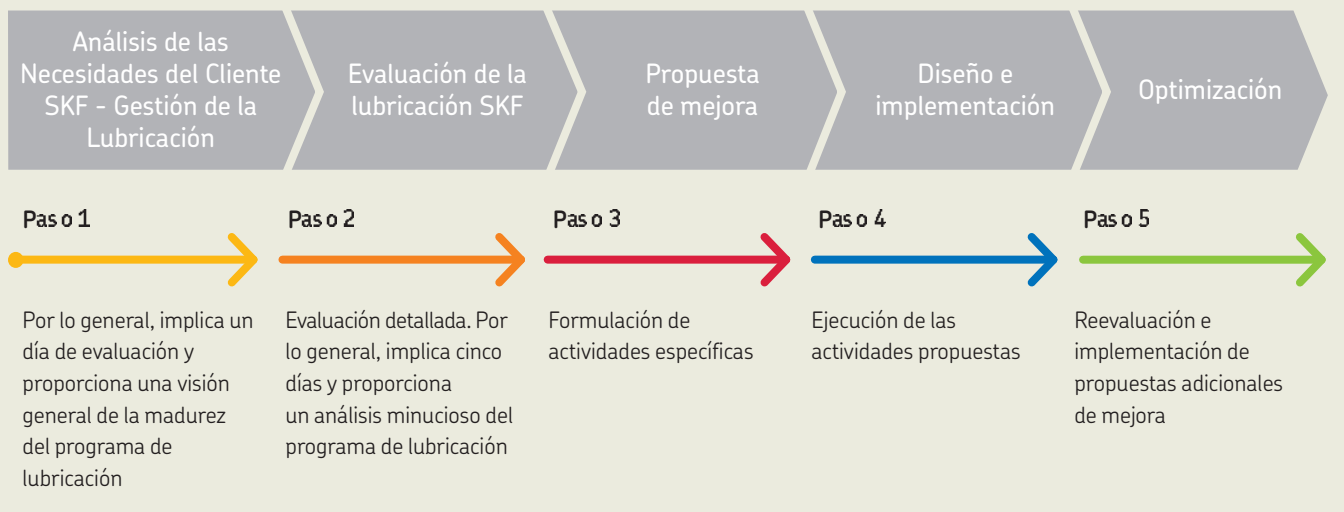 Análisis de las
Necesidades del Cliente
SKF - Gestión de la
Lubricación
Evaluación de la
lubricación SKF
Propuesta
de mejora
Diseño e
implementación
Optimización
Paso 1
Paso 2
Paso 3
Paso 4
Paso 5
Por lo general, implica un
día de evaluación y
proporciona una visión
general de la madurez
del programa de
lubricación
Evaluación detallada. Por
lo general, implica cinco
días y proporciona
un análisis minucioso del
programa de lubricación
Formulación de
actividades específicas
Ejecución de las
actividades propuestas
Reevaluación e
implementación de
propuestas adicionales
de mejora